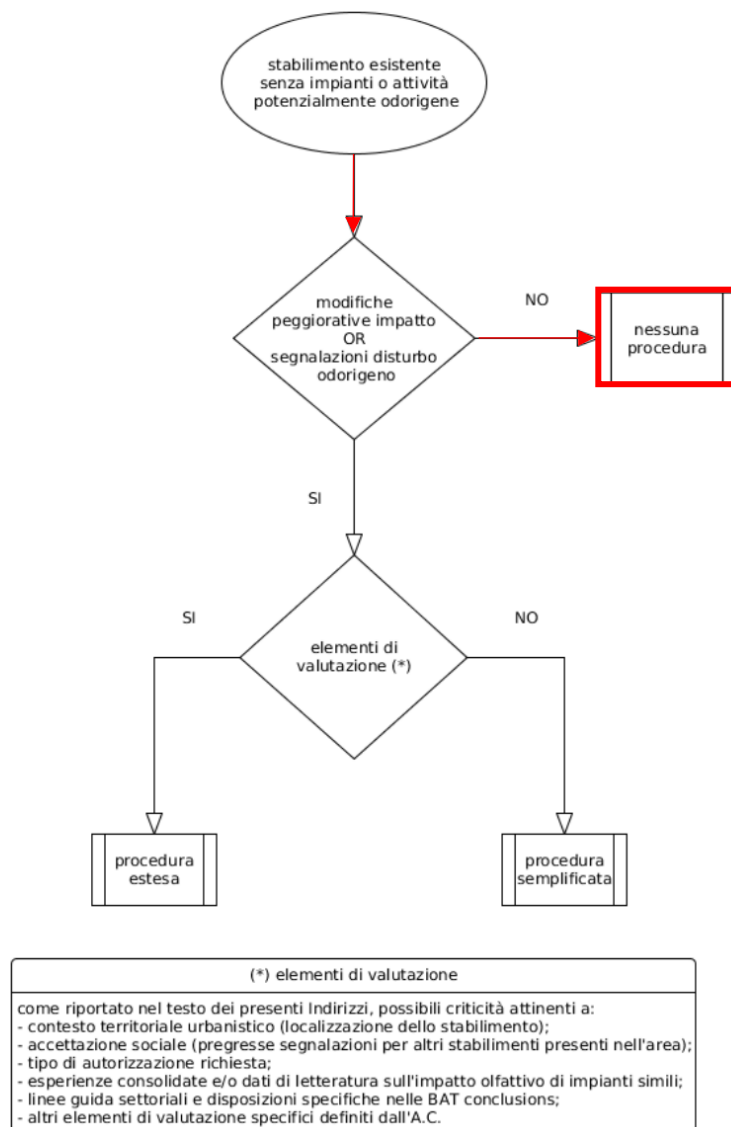 stabilimento esistente
senza impianti o attività
potenzialmente odorigene
modifiche
peggiorative impatto
OR
segnalazioni disturbo
odorigeno
NO
nessuna
procedura
SI
SI
elementi di
valutazione (*)
NO
procedura
estesa
procedura
semplificata
(*) elementi di valutazione
come riportato nel testo dei presenti Indirizzi, possibili criticità attinenti a:
- contesto territoriale urbanistico (localizzazione dello stabilimento);
- accettazione sociale (pregresse segnalazioni per altri stabilimenti presenti nell'area);
- tipo di autorizzazione richiesta;
- esperienze consolidate e/o dati di letteratura sull'impatto olfattivo di impianti simili;
- linee guida settoriali e disposizioni specifiche nelle BAT conclusions;
- altri elementi di valutazione specifici definiti dall'A.C.